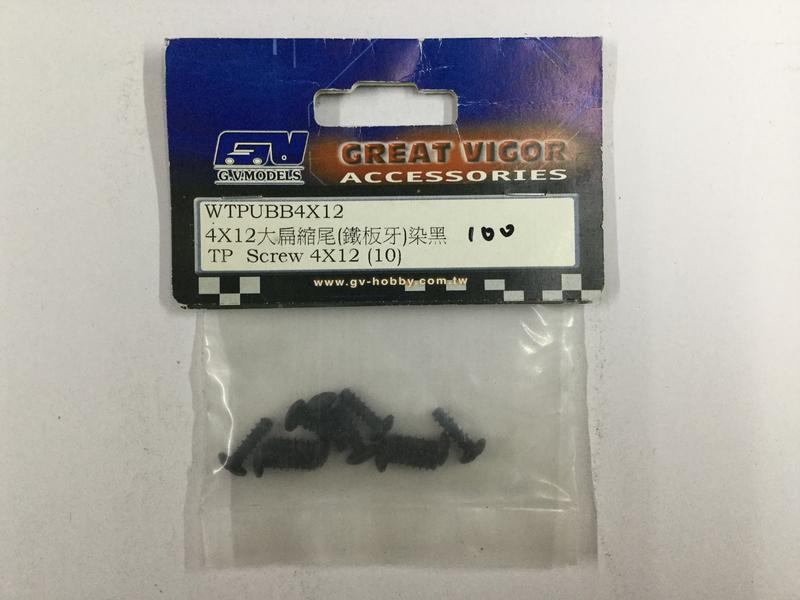 GV
G.V.MODELS
GREAT VIGOR
ACCESSORIES
WTPUBB4X12
4X12大扁縮尾(鐵板牙)染黑 100
TP Screw 4X12 (10)
www.gv-hobby.com.tw